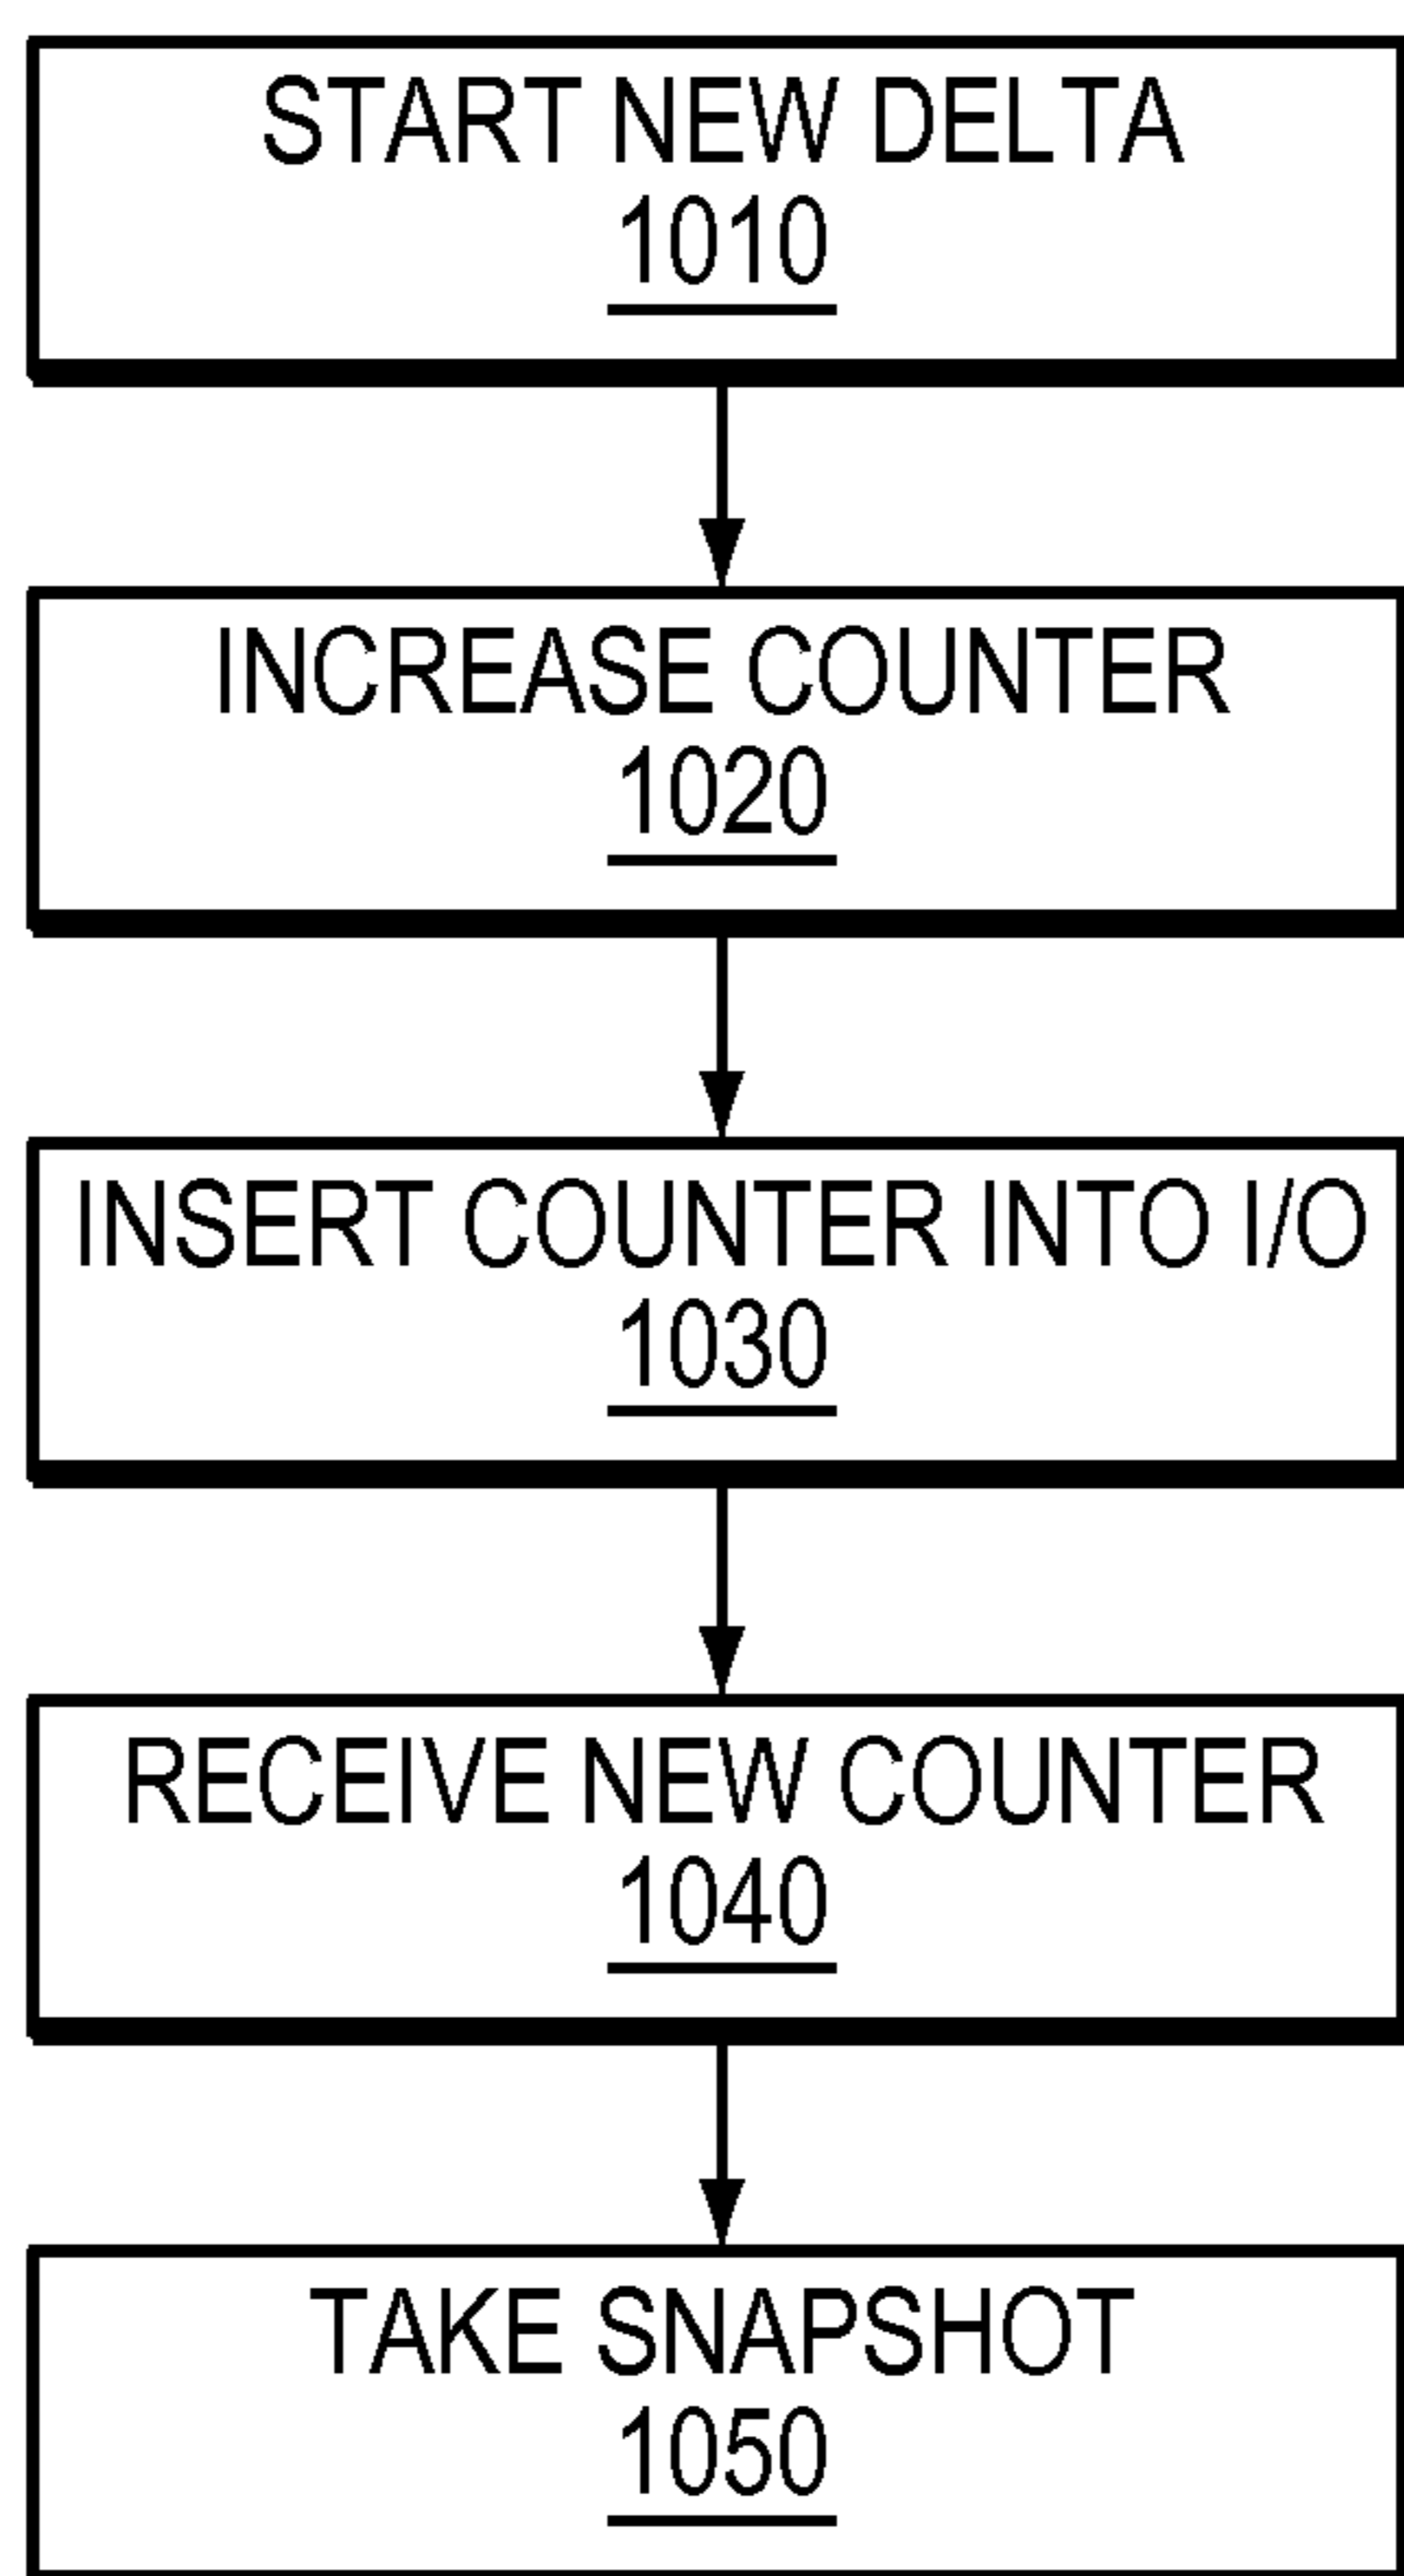 START NEW DELTA
1010
INCREASE COUNTER
1020
INSERT COUNTER INTO I/O
1030
RECEIVE NEW COUNTER
1040
TAKE SNAPSHOT
1050